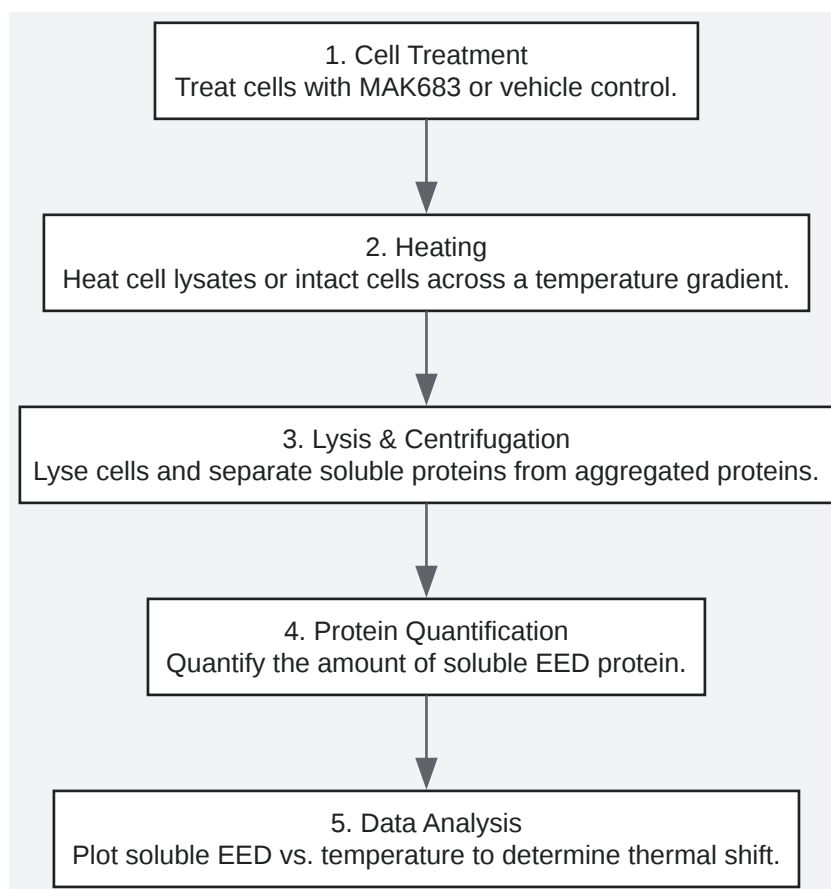 1. Cell Treatment
Treat cells with MAK683 or vehicle control.
2. Heating
Heat cell lysates or intact cells across a temperature gradient.
3. Lysis & Centrifugation
Lyse cells and separate soluble proteins from aggregated proteins.
4. Protein Quantification
Quantify the amount of soluble EED protein.
5. Data Analysis
Plot soluble EED vs. temperature to determine thermal shift.